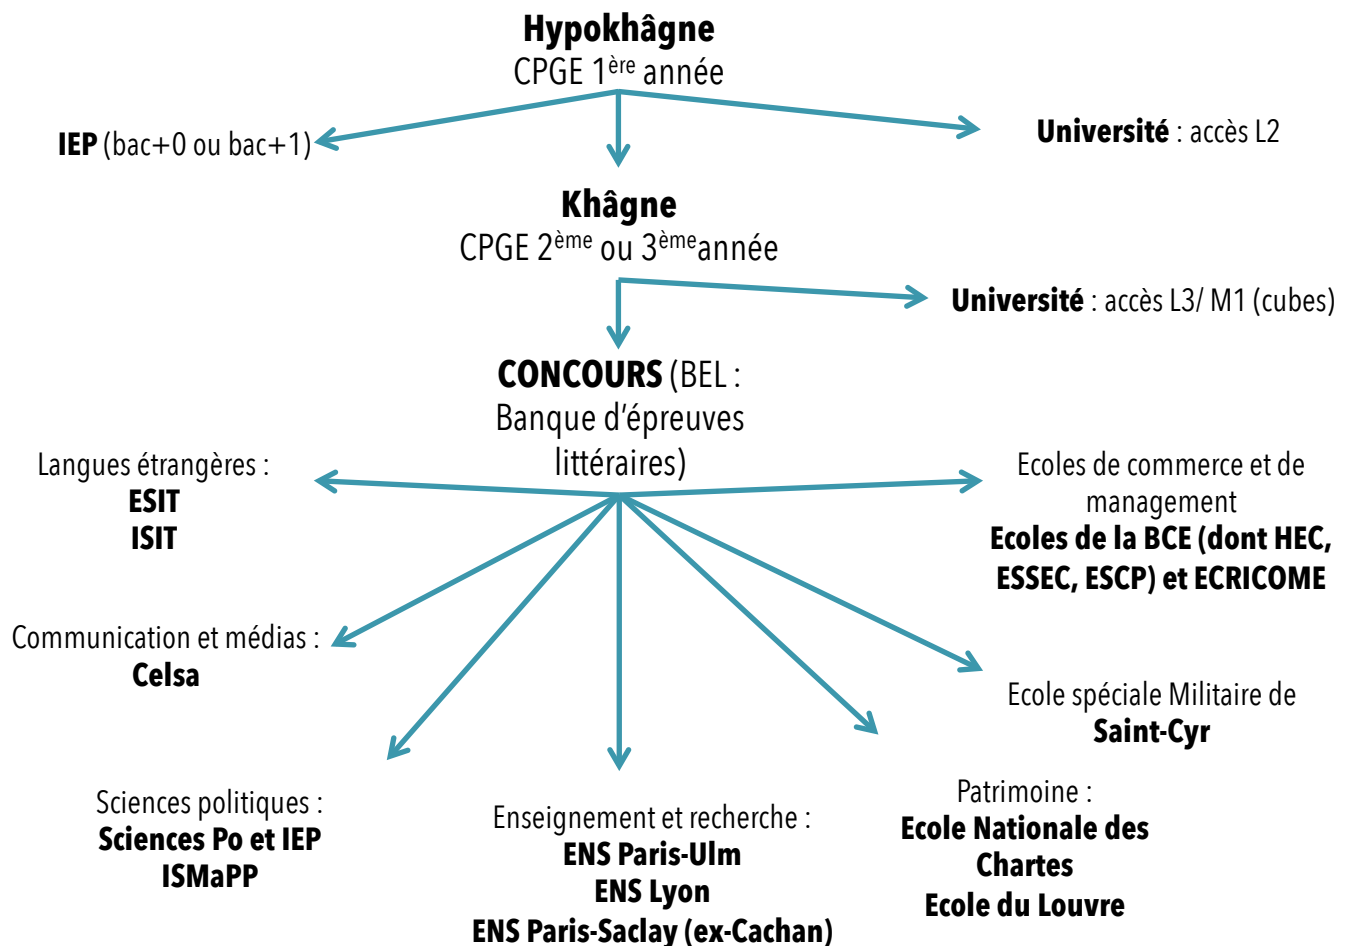 Hypokhâgne
CPGE 1ère année
IEP (bac+0 ou bac+1)
Université : accès L2
Khâgne
CPGE 2ème ou 3èmeannée
Université : accès L3/ M1 (cubes)
CONCOURS (BEL :
Banque d’épreuves
littéraires)
Langues étrangères :
ESIT
ISIT
Ecoles de commerce et de
management
Ecoles de la BCE (dont HEC,
ESSEC, ESCP) et ECRICOME
Communication et médias :
Celsa
Ecole spéciale Militaire de
Saint-Cyr
Sciences politiques :
Sciences Po et IEP
ISMaPP
Enseignement et recherche :
ENS Paris-Ulm
ENS Lyon
ENS Paris-Saclay (ex-Cachan)
Patrimoine :
Ecole Nationale des
Chartes
Ecole du Louvre